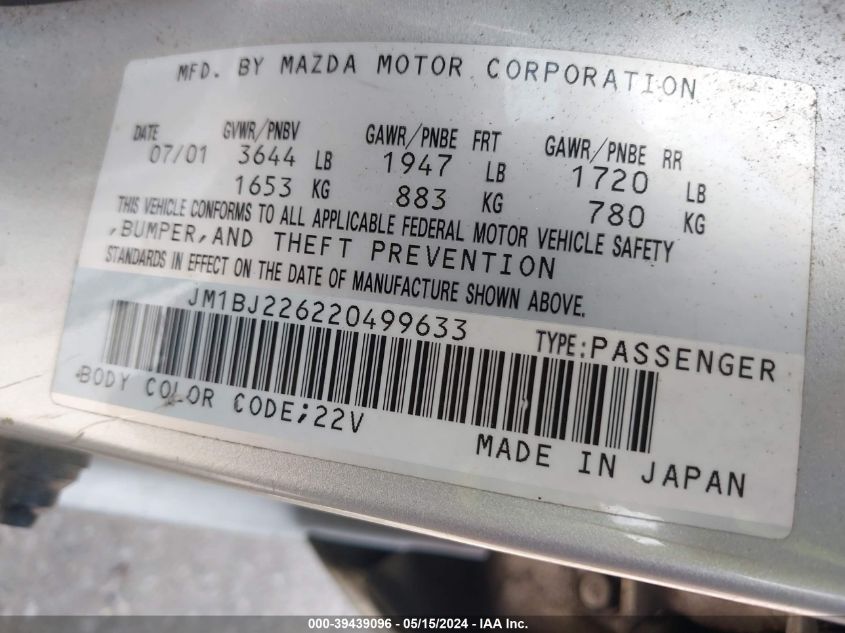 MFD. BY MAZDA MOTOR CORPORATION
DATE GVWR/PNBV GAWR/PNBE FRT GAWR/PNBE RR
07/01 3644 LB 1947 LB 1720 LB
1653 KG 883 KG 780 KG
THIS VEHICLE CONFORMS TO ALL APPLICABLE FEDERAL MOTOR VEHICLE SAFETY
,BUMPER,AND THEFT PREVENTION
STANDARDS IN EFFECT ON THE DATE OF MANUFACTURE SHOWN ABOVE.
JM1BJ226220499633 TYPE:PASSENGER
BODY COLOR CODE;22V
MADE IN JAPAN
000-39439096 - 05/15/2024 - IAA Inc.